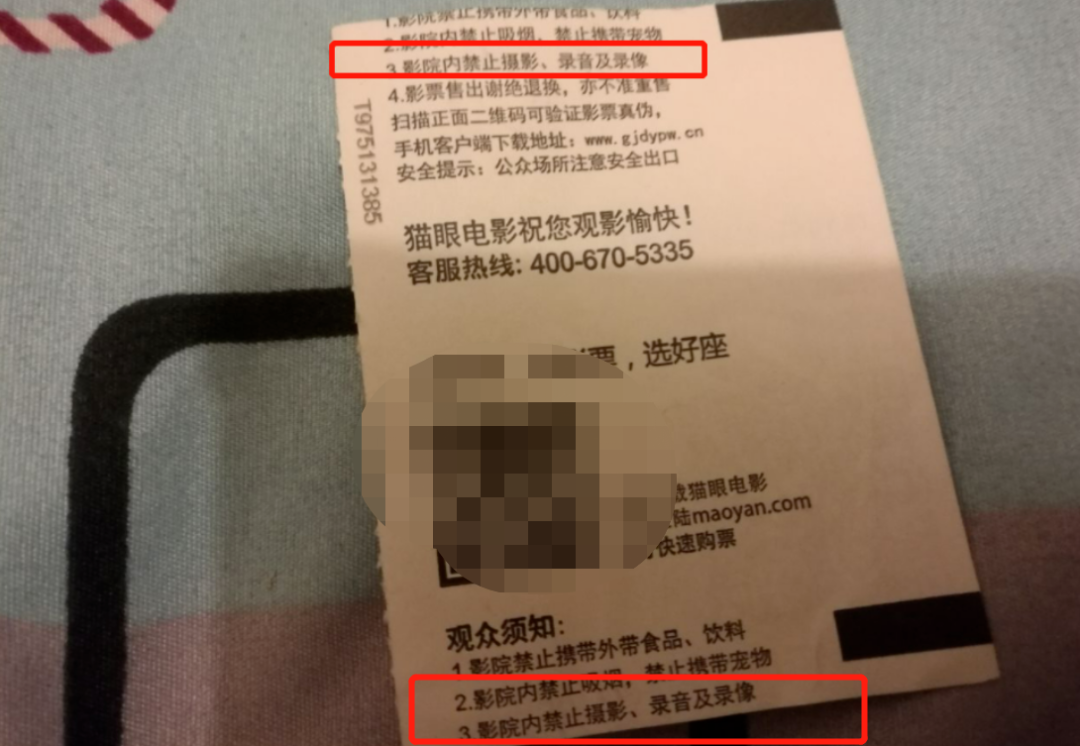 1.影院禁止携带外带食品、饮料
2.影院内禁止吸烟、禁止携带宠物
3.影院内禁止摄影、录音及录像
4.影票售出谢绝退换，亦不准重售
扫描正面二维码可验证影票真伪，
手机客户端下载地址：www.gjdypw.cn
安全提示：公众场所注意安全出口
T975131385
猫眼电影祝您观影愉快！
客服热线: 400-670-5335
票，选好座
猫眼电影
陆maoyan.com
快速购票
观众须知：
1.影院禁止携带外带食品、饮料
2.影院内禁止吸烟，禁止携带宠物
3.影院内禁止摄影、录音及录像